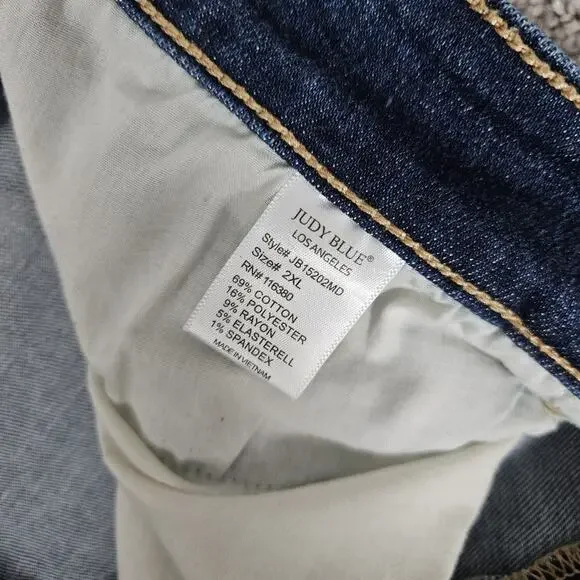 JUDY BLUE®
LOS ANGELES
Style# JB15202MD
Size# 2XL
RN# 116380
69% COTTON
16% POLYESTER
9% RAYON
5% ELASTERELL
1% SPANDEX
MADE IN VIETNAM